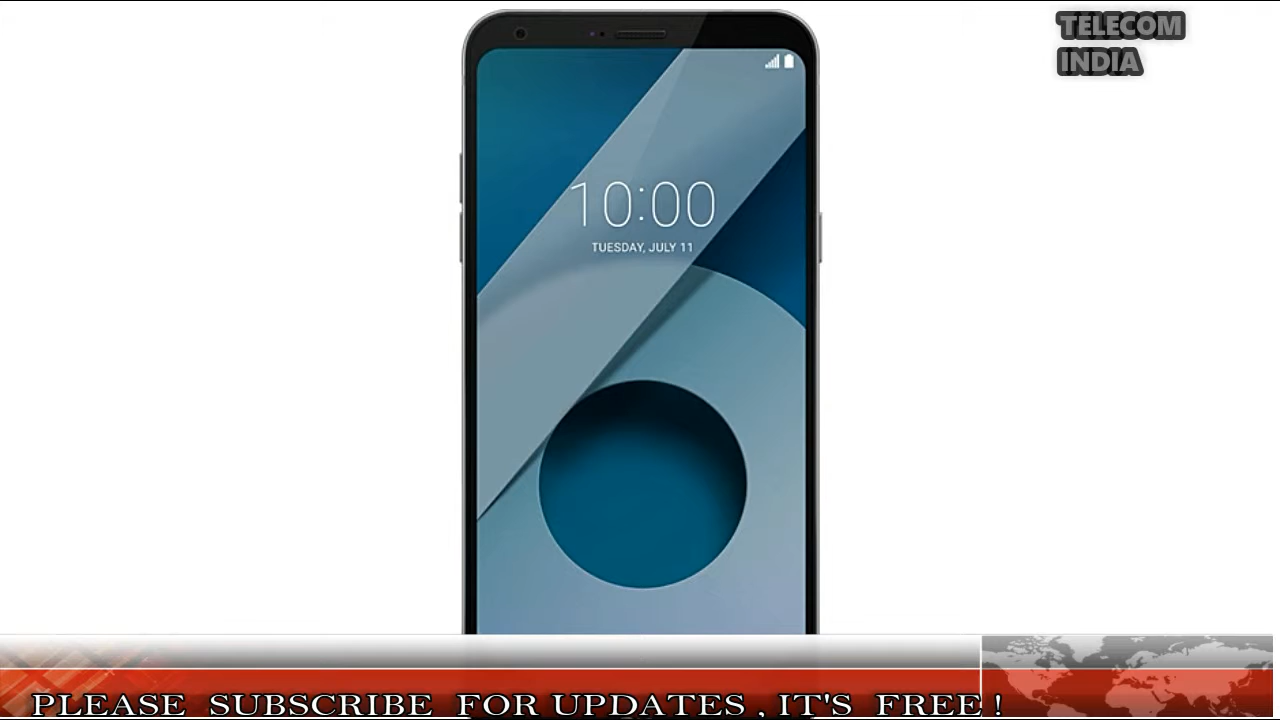 TELECOM
INDIA
10:00
TUESDAY, JULY 11
PLEASE SUBSCRIBE FOR UPDATES , IT'S FREE !